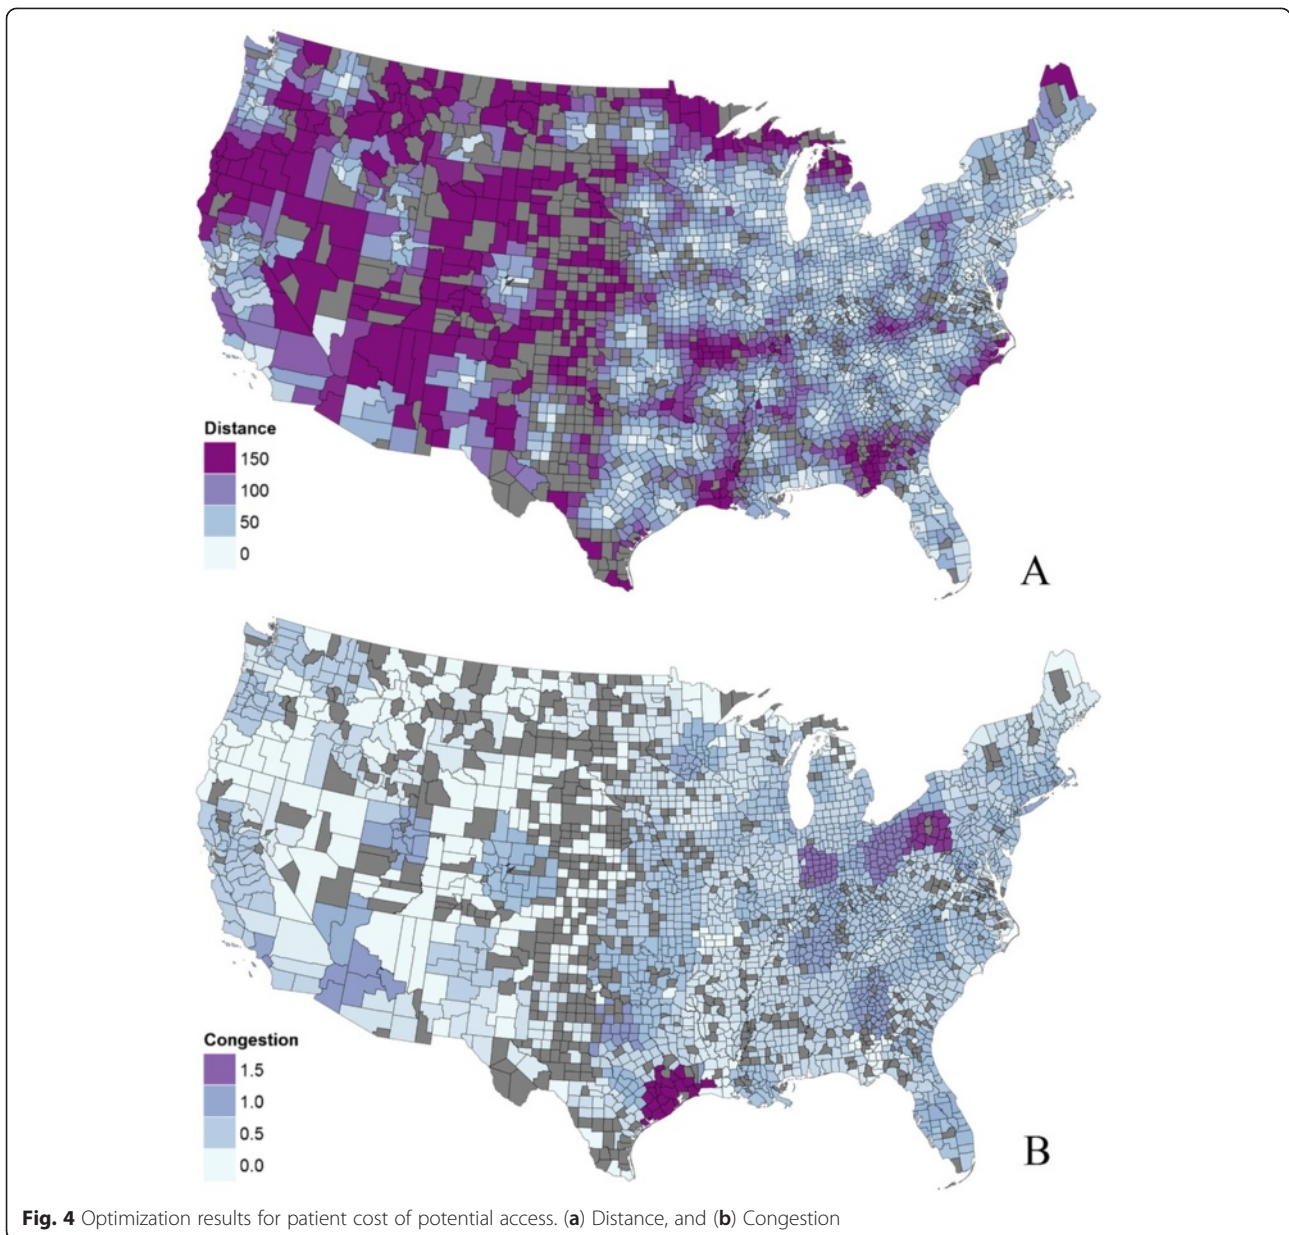 Distance
150
100
50
0
A
Congestion
1.5
1.0
0.5
0.0
B
Fig. 4 Optimization results for patient cost of potential access. (a) Distance, and (b) Congestion